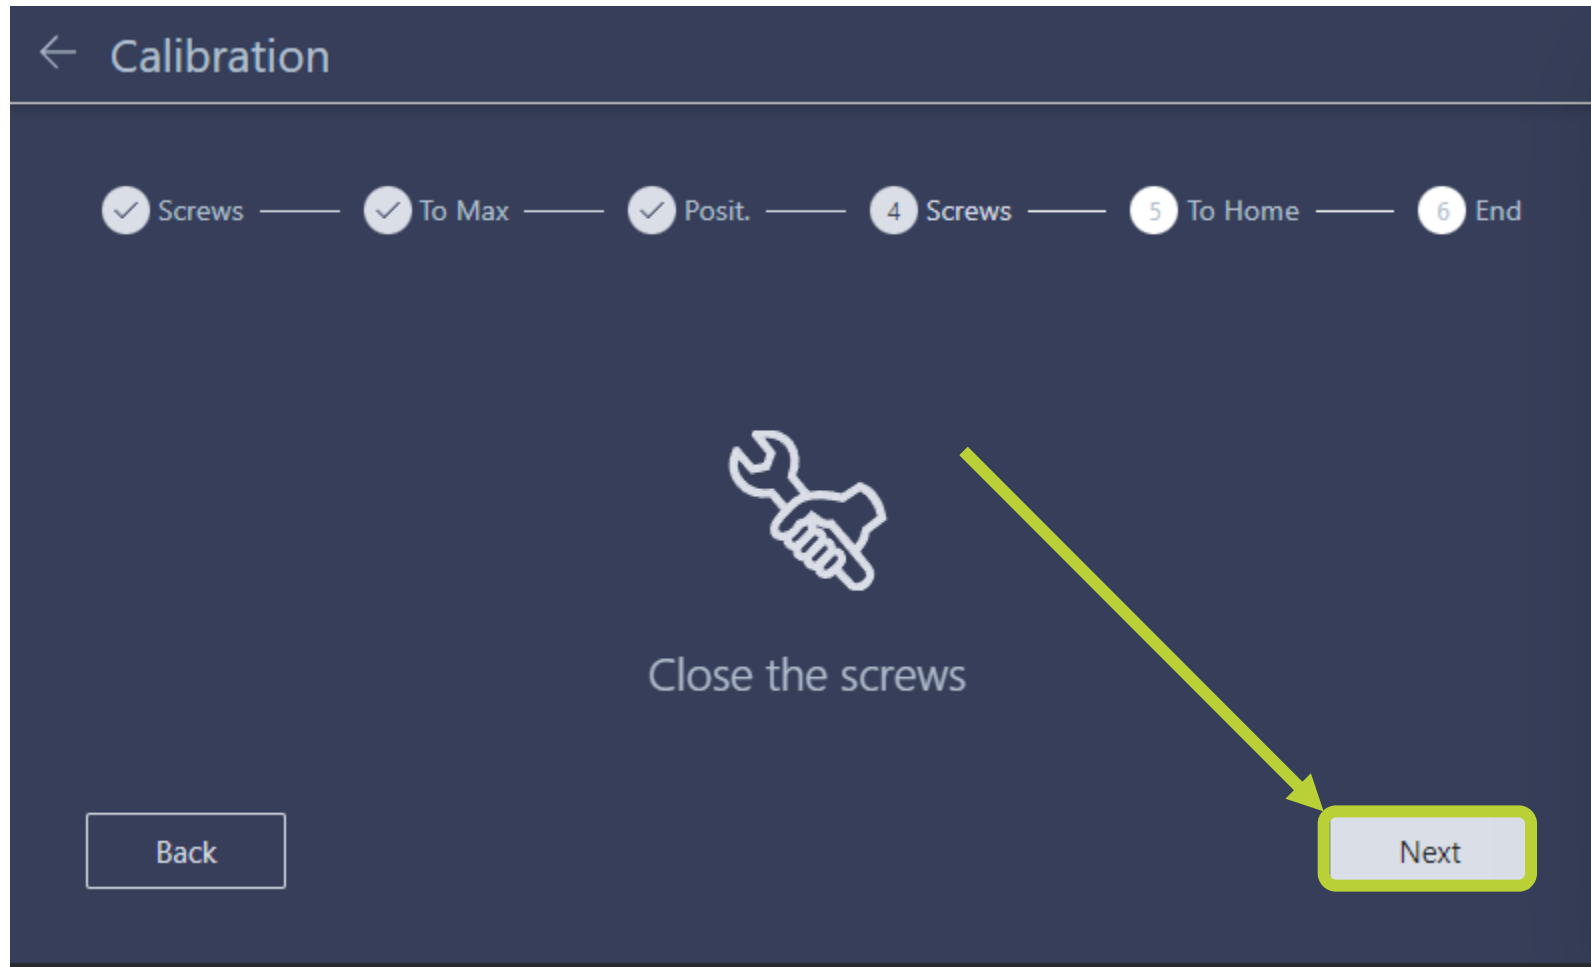 Calibration
Screws To Max Posit. 4 Screws 5 To Home 6 End
Close the screws
Back Next